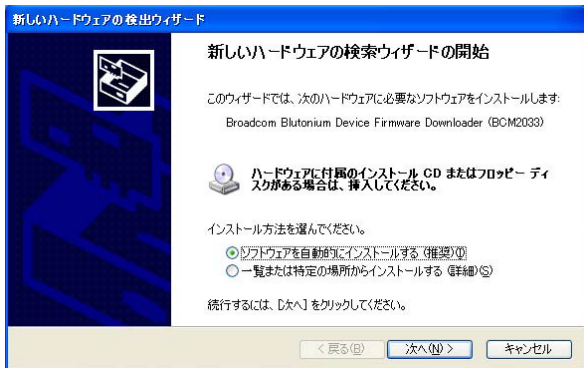 新しいハードウェアの検出ウィザード
新しいハードウェアの検索ウィザードの開始
このウィザードでは、次のハードウェアに必要なソフトウェアをインストールします:
Broadcom Blutonium Device Firmware Downloader (BCM2033)
ハードウェアに付属のインストール CD またはフロッピー ディ
スクがある場合は、挿入してください。
インストール方法を選んでください。
ソフトウェアを自動的にインストールする (推奨)(I)
一覧または特定の場所からインストールする (詳細)(S)
続行するには、[次へ] をクリックしてください。
< 戻る(B) 次へ(N) > キャンセル